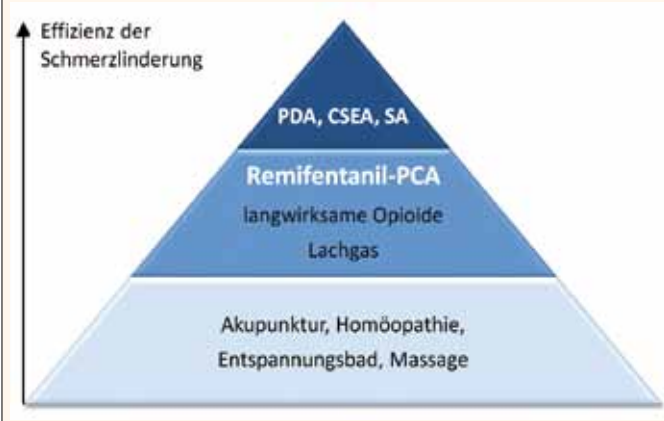 Effizienz der
Schmerzlinderung
PDA, CSEA, SA
Remifentanil-PCA
langwirksame Opioide
Lachgas
Akupunktur, Homöopathie,
Entspannungsbad, Massage